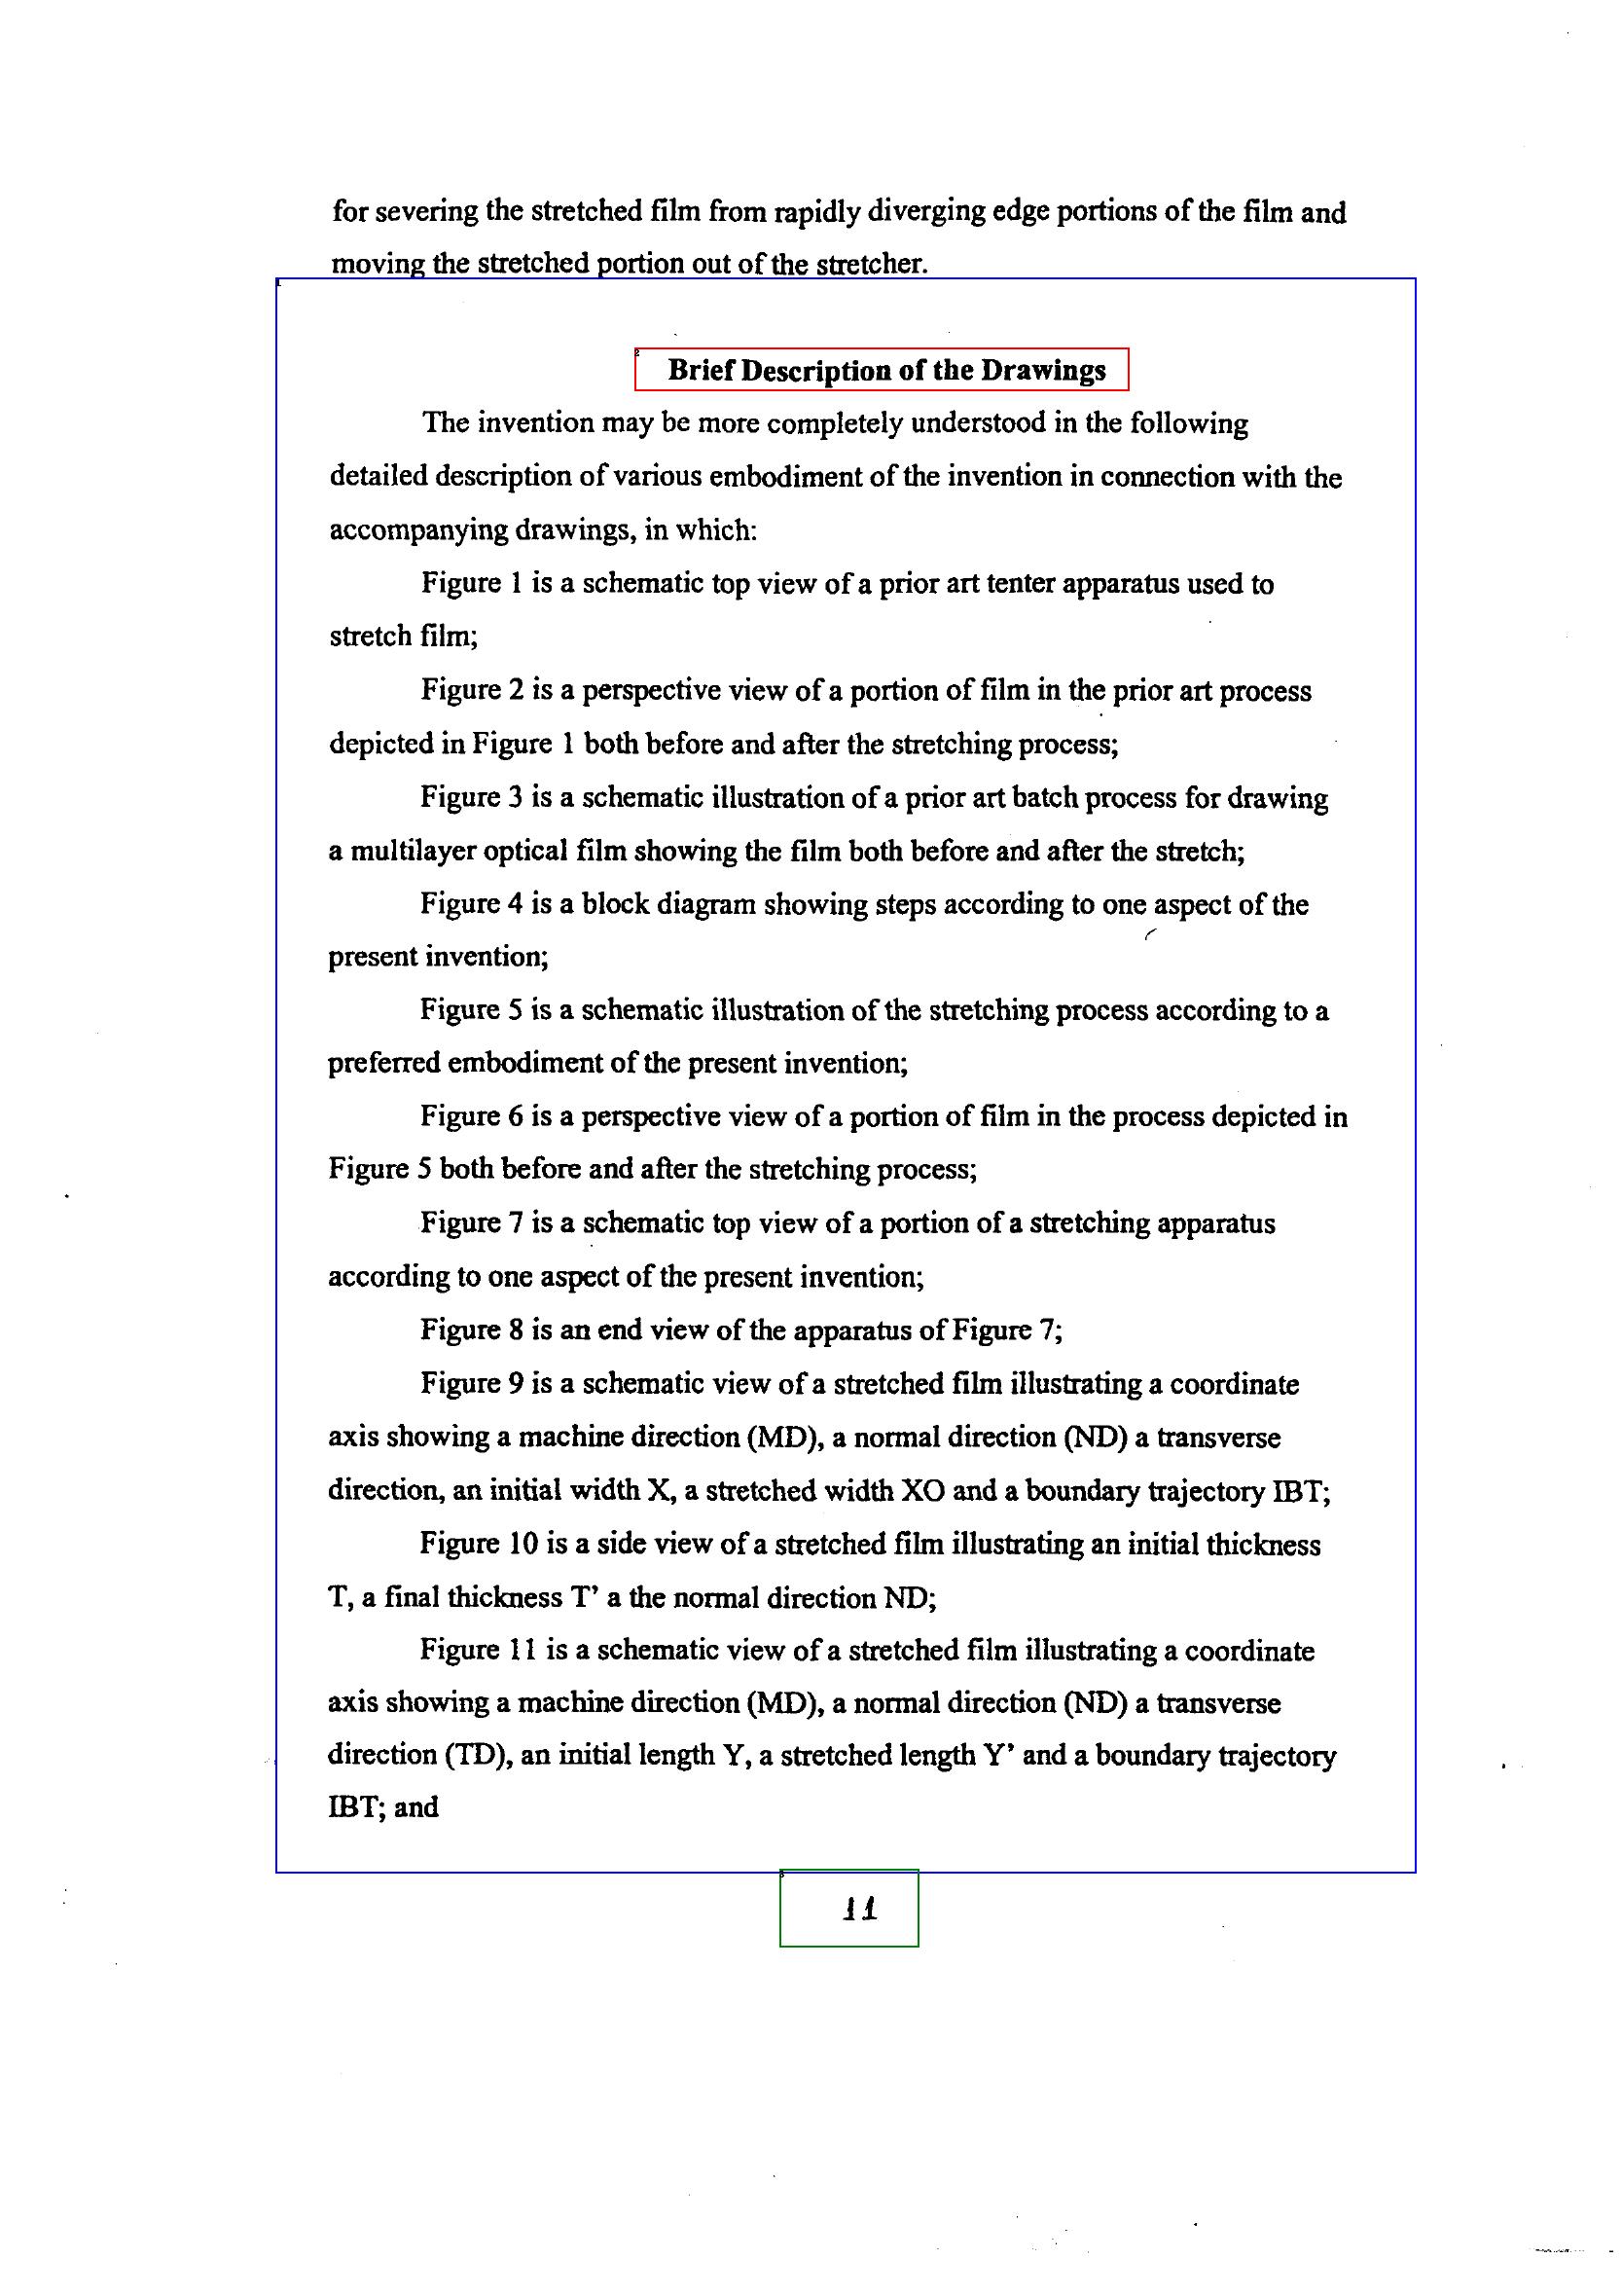 for severing the stretched film from rapidly diverging edge portions of the film and
moving the stretched portion out of the stretcher.
Brief Description of the Drawings
The invention may be more completely understood in the following
detailed description of various embodiment of the invention in connection with the
accompanying drawings, in which:
Figure 1 is a schematic top view of a prior art tenter apparatus used to
stretch film;
Figure 2 is a perspective view of a portion of film in the prior art process
depicted in Figure 1 both before and after the stretching process;
Figure 3 is a schematic illustration of a prior art batch process for drawing
a multilayer optical film showing the film both before and after the stretch;
Figure 4 is a block diagram showing steps according to one aspect of the
present invention;
Figure 5 is a schematic illustration of the stretching process according to a
preferred embodiment of the present invention;
Figure 6 is a perspective view of a portion of film in the process depicted in
Figure 5 both before and after the stretching process;
Figure 7 is a schematic top view of a portion of a stretching apparatus
according to one aspect of the present invention;
Figure 8 is an end view of the apparatus of Figure 7;
Figure 9 is a schematic view of a stretched film illustrating a coordinate
axis showing a machine direction (MD), a normal direction (ND) a transverse
direction, an initial width X, a stretched width XO and a boundary trajectory IBT;
Figure 10 is a side view of a stretched film illustrating an initial thickness
T, a final thickness T' a the normal direction ND;
Figure 11 is a schematic view of a stretched film illustrating a coordinate
axis showing a machine direction (MD), a normal direction (ND) a transverse
direction (TD), an initial length Y, a stretched length Y' and a boundary trajectory
IBT; and
11